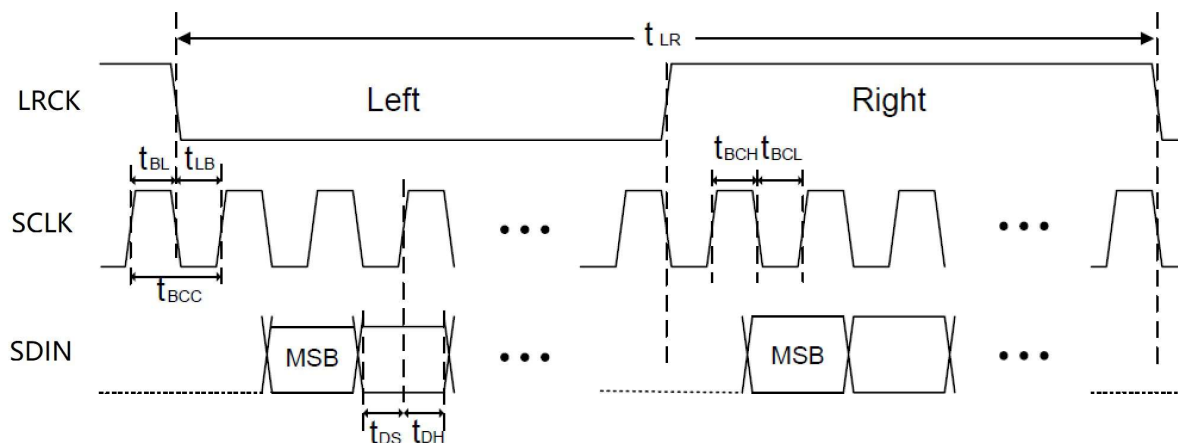 t LR
LRCK
Left
Right
tBL
tLB
tBCH
tBCL
SCLK
tBCC
SDIN
MSB
MSB
tDS
tDH